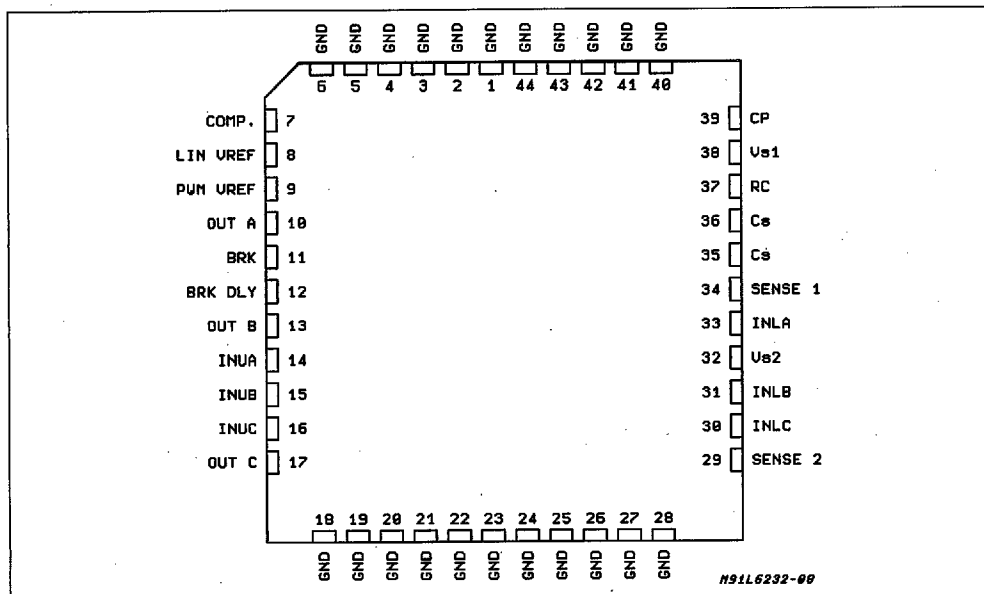 GND GND GND GND GND GND GND GND GND GND GND
6 5 4 3 2 1 44 43 42 41 40
COMP. 7 39 CP
LIN VREF 8 38 Vs1
PWM VREF 9 37 RC
OUT A 10 36 Cs
BRK 11 35 Cs
BRK DLY 12 34 SENSE 1
OUT B 13 33 INLA
INUA 14 32 Vs2
INUB 15 31 INLB
INUC 16 30 INLC
OUT C 17 29 SENSE 2
18 19 20 21 22 23 24 25 26 27 28
GND GND GND GND GND GND GND GND GND GND GND
M91L6232-00